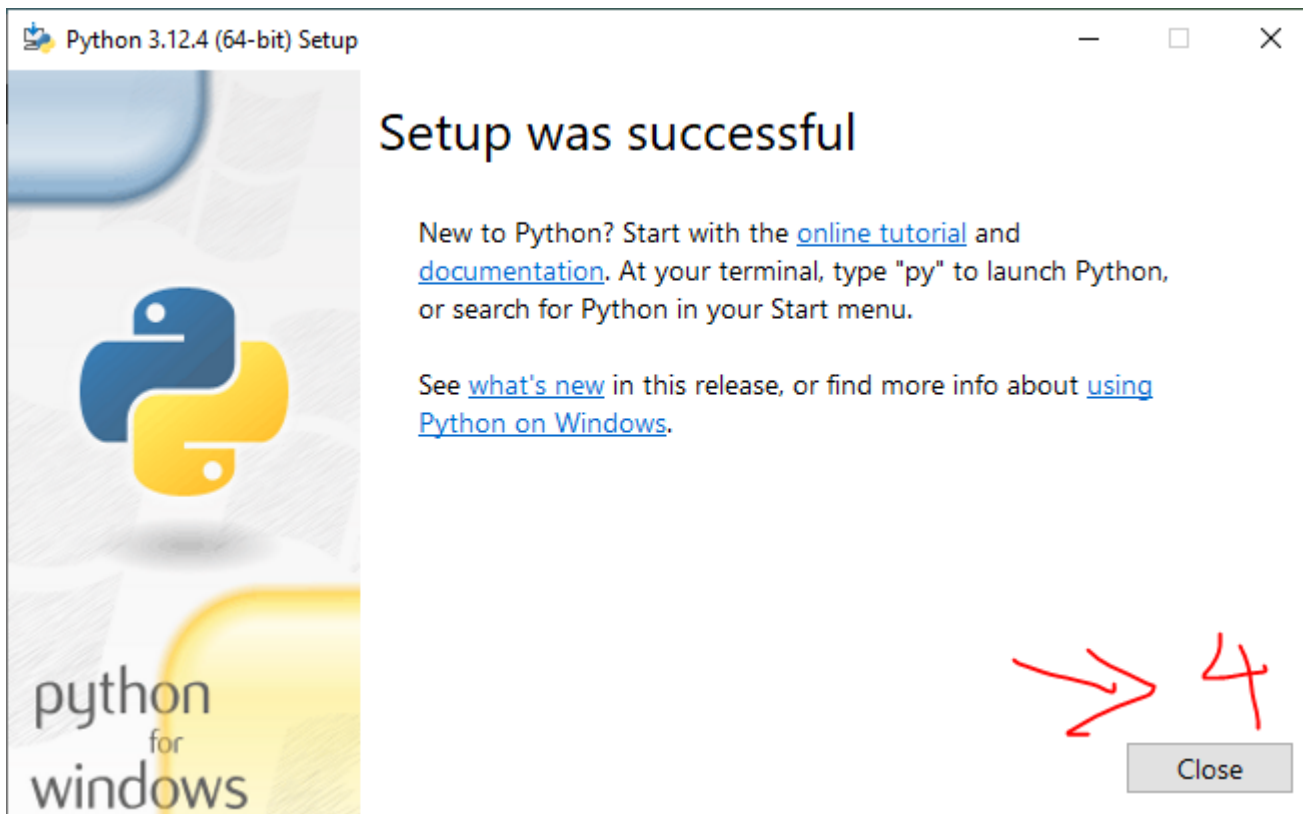 Python 3.12.4 (64-bit) Setup
Setup was successful
New to Python? Start with the online tutorial and
documentation. At your terminal, type "py" to launch Python,
or search for Python in your Start menu.
See what's new in this release, or find more info about using
Python on Windows.
4
python
for
windows
Close